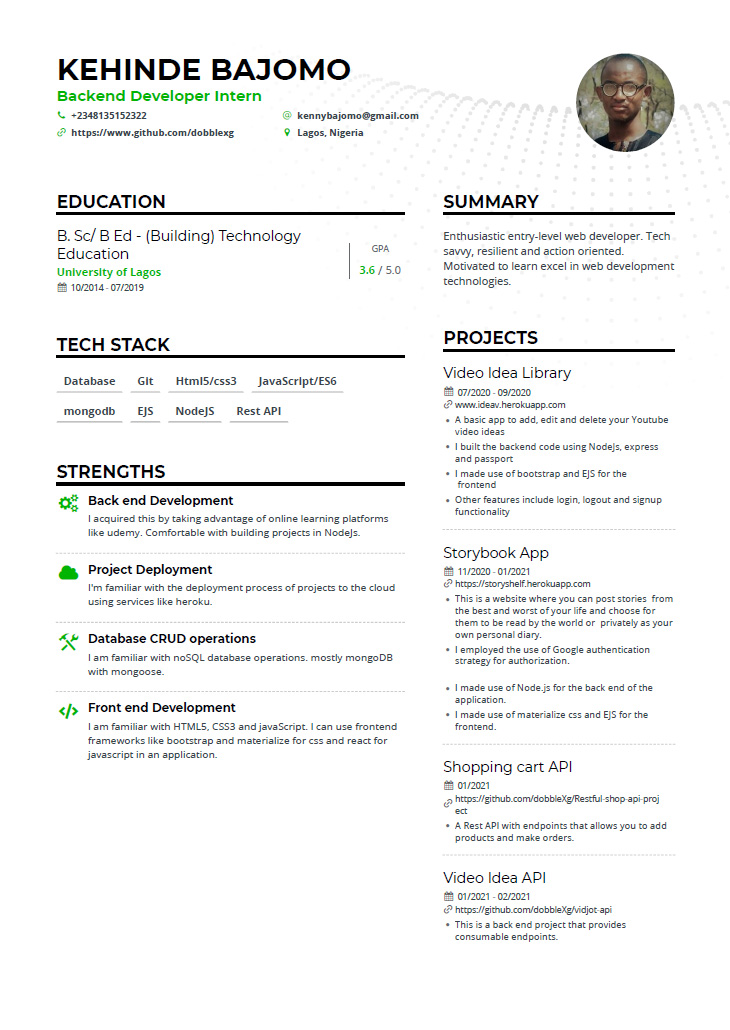 KEHINDE BAJOMO
Backend Developer Intern
+2348135152322
kennybajomo@gmail.com
https://www.github.com/dobblexg
Lagos, Nigeria
EDUCATION
B. Sc/ B Ed - (Building) Technology
Education
University of Lagos
10/2014 - 07/2019
GPA
3.6 / 5.0
TECH STACK
Database Git Html5/css3 JavaScript/ES6
mongodb EJS NodeJS Rest API
STRENGTHS
Back end Development
I acquired this by taking advantage of online learning platforms
like udemy. Comfortable with building projects in NodeJs.
Project Deployment
I'm familiar with the deployment process of projects to the cloud
using services like heroku.
Database CRUD operations
I am familiar with noSQL database operations. mostly mongoDB
with mongoose.
Front end Development
I am familiar with HTML5, CSS3 and javaScript. I can use frontend
frameworks like bootstrap and materialize for css and react for
javascript in an application.
SUMMARY
Enthusiastic entry-level web developer. Tech
savvy, resilient and action oriented.
Motivated to learn excel in web development
technologies.
PROJECTS
Video Idea Library
07/2020 - 09/2020
www.ideav.herokuapp.com
• A basic app to add, edit and delete your Youtube
video ideas
• I built the backend code using NodeJs, express
and passport
• I made use of bootstrap and EJS for the
frontend
• Other features include login, logout and signup
functionality
Storybook App
11/2020 - 01/2021
https://storyshelf.herokuapp.com
• This is a website where you can post stories from
the best and worst of your life and choose for
them to be read by the world or privately as your
own personal diary.
• I employed the use of Google authentication
strategy for authorization.
• I made use of Node.js for the back end of the
application.
• I made use of materialize css and EJS for the
frontend.
Shopping cart API
01/2021
https://github.com/dobbleXg/Restful-shop-api-proj
ect
• A Rest API with endpoints that allows you to add
products and make orders.
Video Idea API
01/2021 - 02/2021
https://github.com/dobbleXg/vidjot-api
• This is a back end project that provides
consumable endpoints.